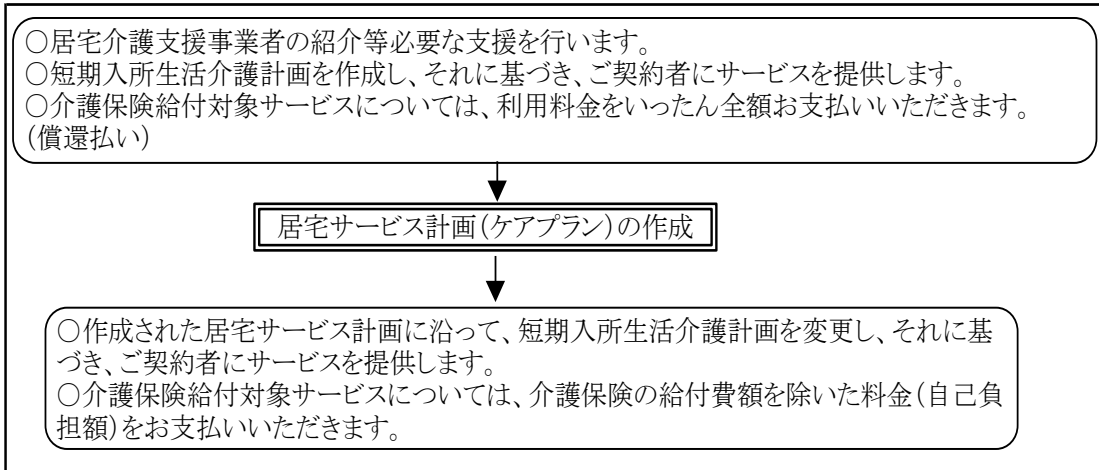 ○居宅介護支援事業者の紹介等必要な支援を行います。
○短期入所生活介護計画を作成し、それに基づき、ご契約者にサービスを提供します。
○介護保険給付対象サービスについては、利用料金をいったん全額お支払いいただきます。
(償還払い)
居宅サービス計画(ケアプラン)の作成
○作成された居宅サービス計画に沿って、短期入所生活介護計画を変更し、それに基
づき、ご契約者にサービスを提供します。
○介護保険給付対象サービスについては、介護保険の給付費額を除いた料金(自己負
担額)をお支払いいただきます。